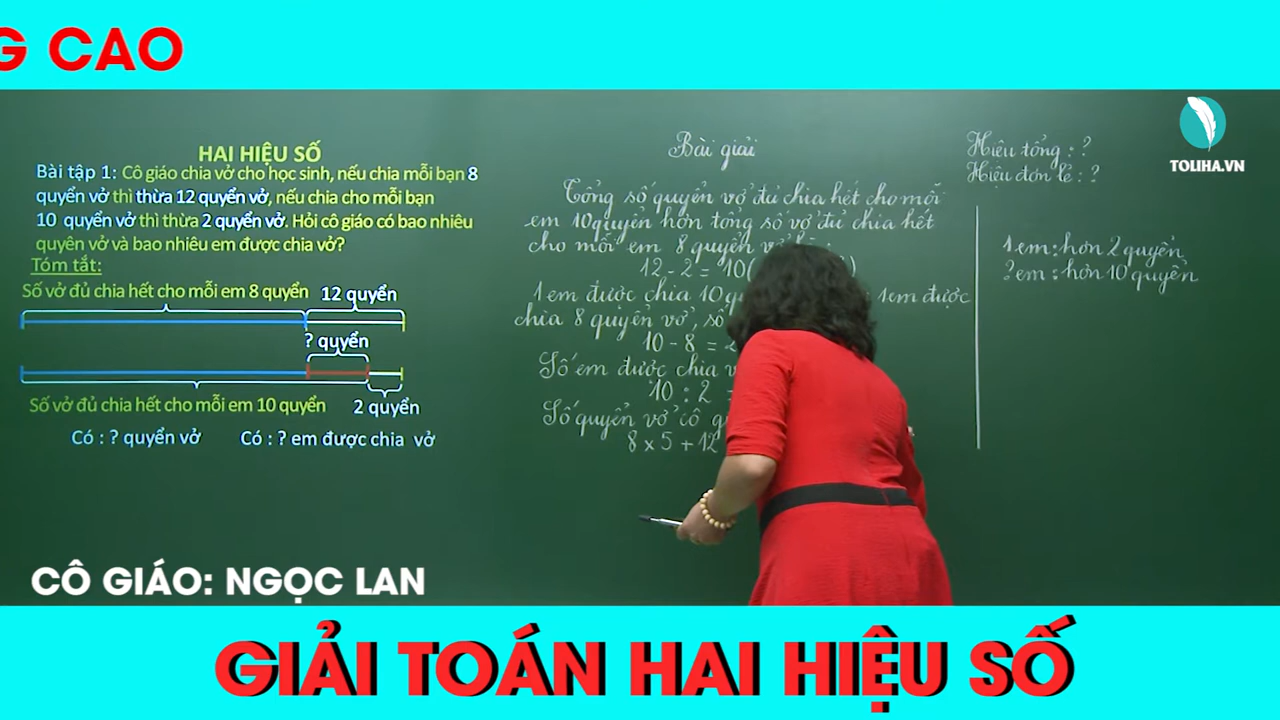 G CAO
TOLIHA.VN
HAI HIỆU SỐ
Bài tập 1: Cô giáo chia vở cho học sinh, nếu chia mỗi bạn 8
quyển vở thì thừa 12 quyển vở, nếu chia cho mỗi bạn
10 quyển vở thì thừa 2 quyển vở. Hỏi cô giáo có bao nhiêu
quyên vở và bao nhiêu em được chia vở?
Tóm tắt:
Số vở đủ chia hết cho mỗi em 8 quyển
12 quyển
? quyển
Số vở đủ chia hết cho mỗi em 10 quyển
2 quyển
Có : ? quyển vở
Có : ? em được chia vở
Bài giải
Tổng số quyển vở đủ chia hết cho mỗi
em 10 quyển hơn tổng số vở đủ chia hết
cho mỗi em 8 quyển vở
12 - 2 = 10(
1 em được chia 10 1 em được
chia 8 quyển vở, số
10 - 8 =
Số em được chia
10 : 2
Số quyển vở cô
8 x 5 + 12
Hiệu tổng : ?
Hiệu đơn lẻ : ?
1 em : hơn 2 quyển
? em : hơn 10 quyển
CÔ GIÁO: NGỌC LAN
GIẢI TOÁN HAI HIỆU SỐ